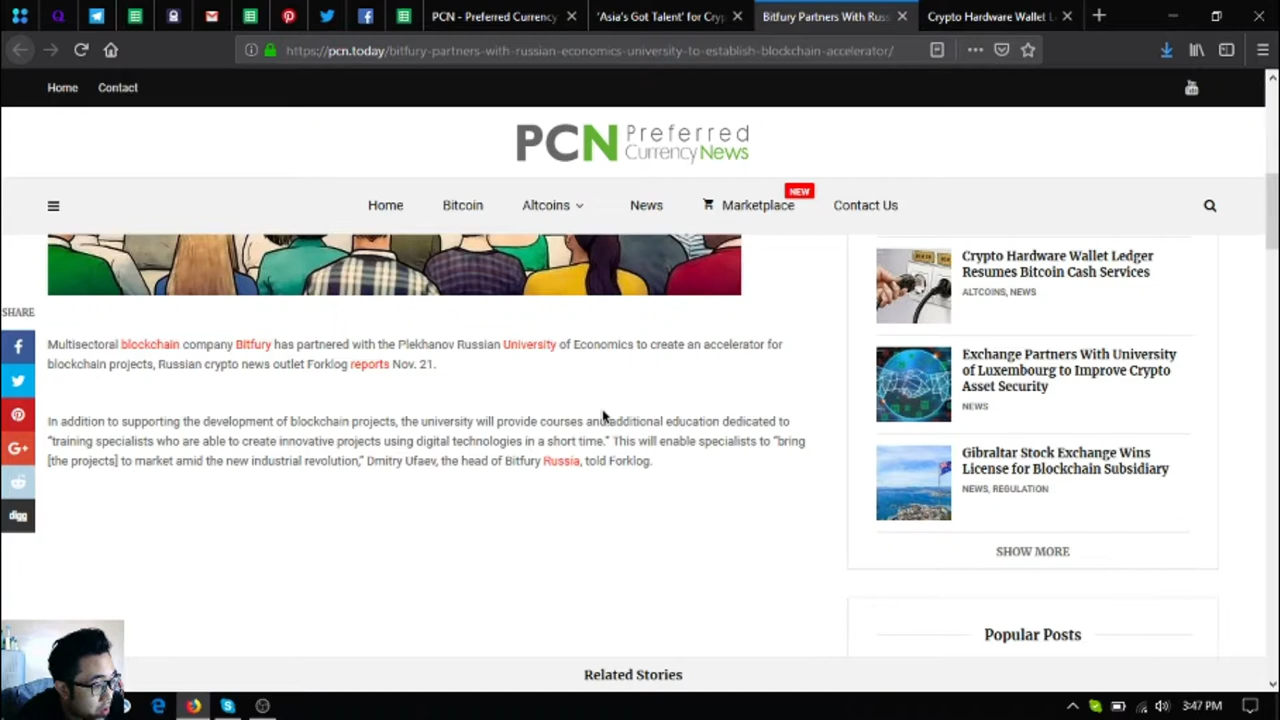 PCN - Preferred Currency
'Asia's Got Talent' for Cryp
Bitfury Partners With Russ
Crypto Hardware Wallet L
https://pcn.today/bitfury-partners-with-russian-economics-university-to-establish-blockchain-accelerator/
Home
Contact
PCN Preferred
Currency News
Home
Bitcoin
Altcoins
News
Marketplace
NEW
Contact Us
SHARE
Multisectoral blockchain company Bitfury has partnered with the Plekhanov Russian University of Economics to create an accelerator for
blockchain projects, Russian crypto news outlet Forklog reports Nov. 21.
In addition to supporting the development of blockchain projects, the university will provide courses and additional education dedicated to
“training specialists who are able to create innovative projects using digital technologies in a short time.” This will enable specialists to “bring
[the projects] to market amid the new industrial revolution,” Dmitry Ufaev, the head of Bitfury Russia, told Forklog.
digg
Crypto Hardware Wallet Ledger
Resumes Bitcoin Cash Services
ALTCOINS, NEWS
Exchange Partners With University
of Luxembourg to Improve Crypto
Asset Security
NEWS
Gibraltar Stock Exchange Wins
License for Blockchain Subsidiary
NEWS, REGULATION
SHOW MORE
Popular Posts
Related Stories
3:47 PM